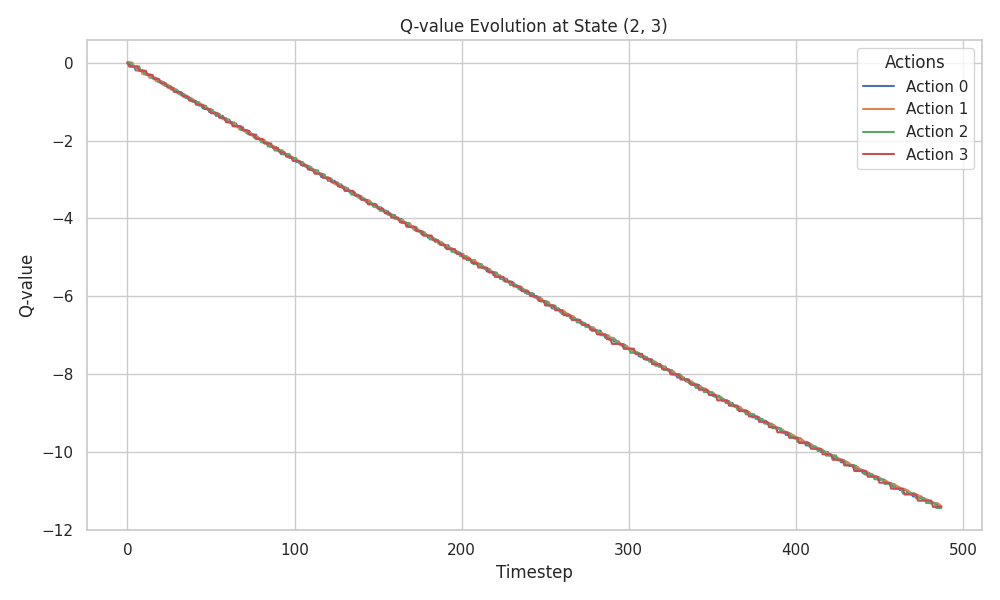 Q-value Evolution at State (2, 3)
Actions
Action 0
Action 1
Action 2
Action 3
Q-value
0
−2
−4
−6
−8
−10
−12
0 100 200 300 400 500
Timestep